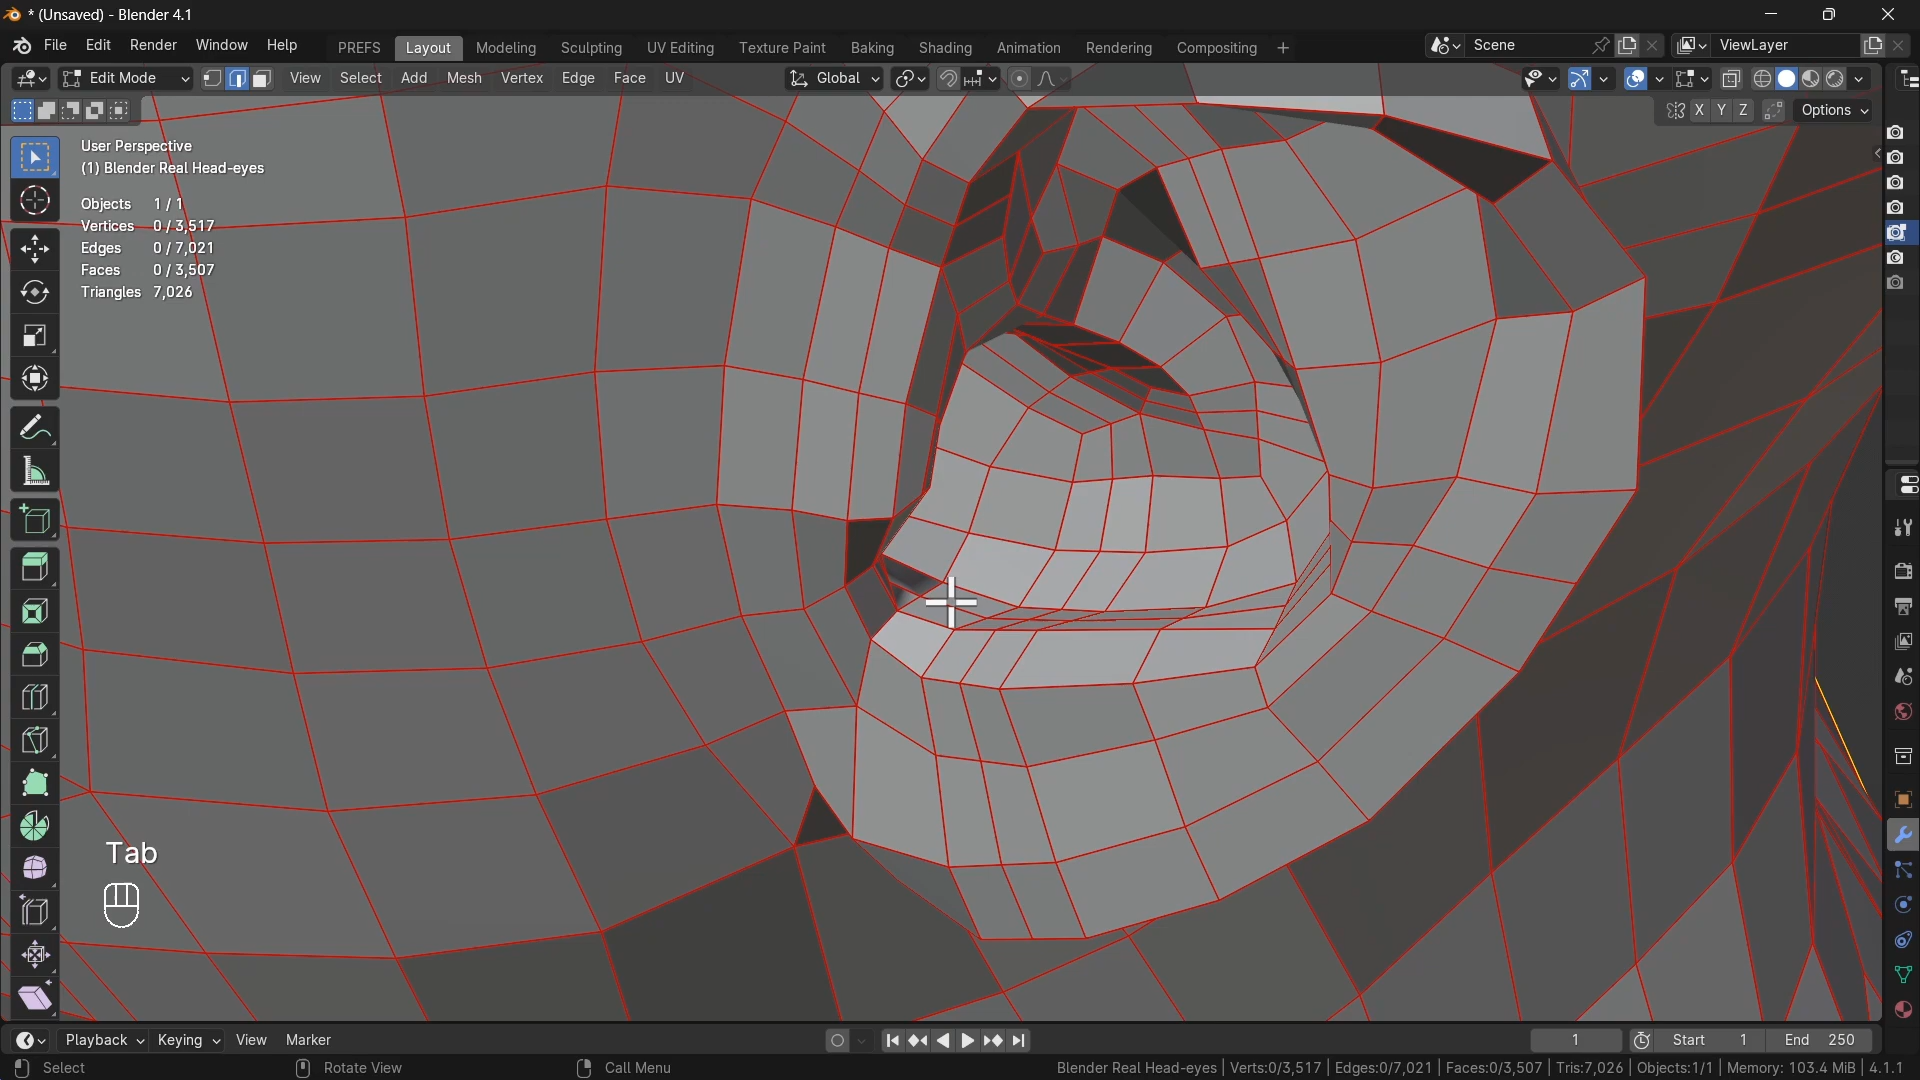 * (Unsaved) - Blender 4.1
File Edit Render Window Help PREFS Layout Modeling Sculpting UV Editing Texture Paint Baking Shading Animation Rendering Compositing + Scene ViewLayer
Edit Mode View Select Add Mesh Vertex Edge Face UV Global
X Y Z Options
User Perspective
(1) Blender Real Head-eyes
Objects 1 / 1
Vertices 0 / 3,517
Edges 0 / 7,021
Faces 0 / 3,507
Triangles 7,026
Tab
Playback Keying View Marker 1 Start 1 End 250
Select Rotate View Call Menu Blender Real Head-eyes | Verts:0/3,517 | Edges:0/7,021 | Faces:0/3,507 | Tris:7,026 | Objects:1/1 | Memory: 103.4 MiB | 4.1.1